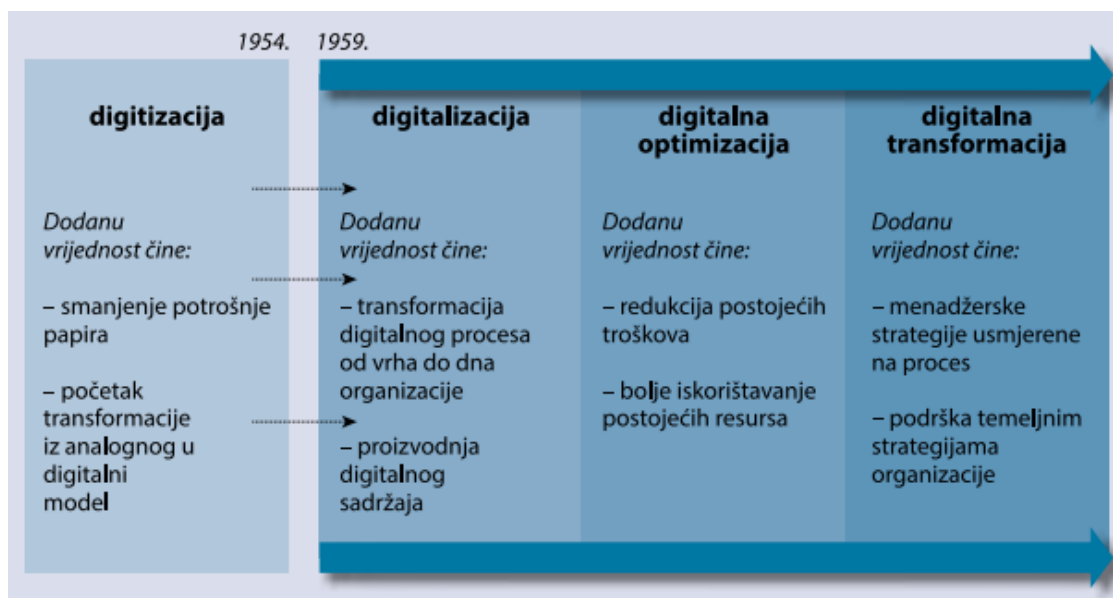 1954.
1959.
digitizacija
Dodanu
vrijednost čine:
– smanjenje potrošnje
papira
– početak
transformacije
iz analognog u
digitalni
model
digitalizacija
Dodanu
vrijednost čine:
– transformacija
digitalnog procesa
od vrha do dna
organizacije
– proizvodnja
digitalnog
sadržaja
digitalna
optimizacija
Dodanu
vrijednost čine:
– redukcija postojećih
troškova
– bolje iskorištavanje
postojećih resursa
digitalna
transformacija
Dodanu
vrijednost čine:
– menadžerske
strategije usmjerene
na proces
– podrška temeljnim
strategijama
organizacije